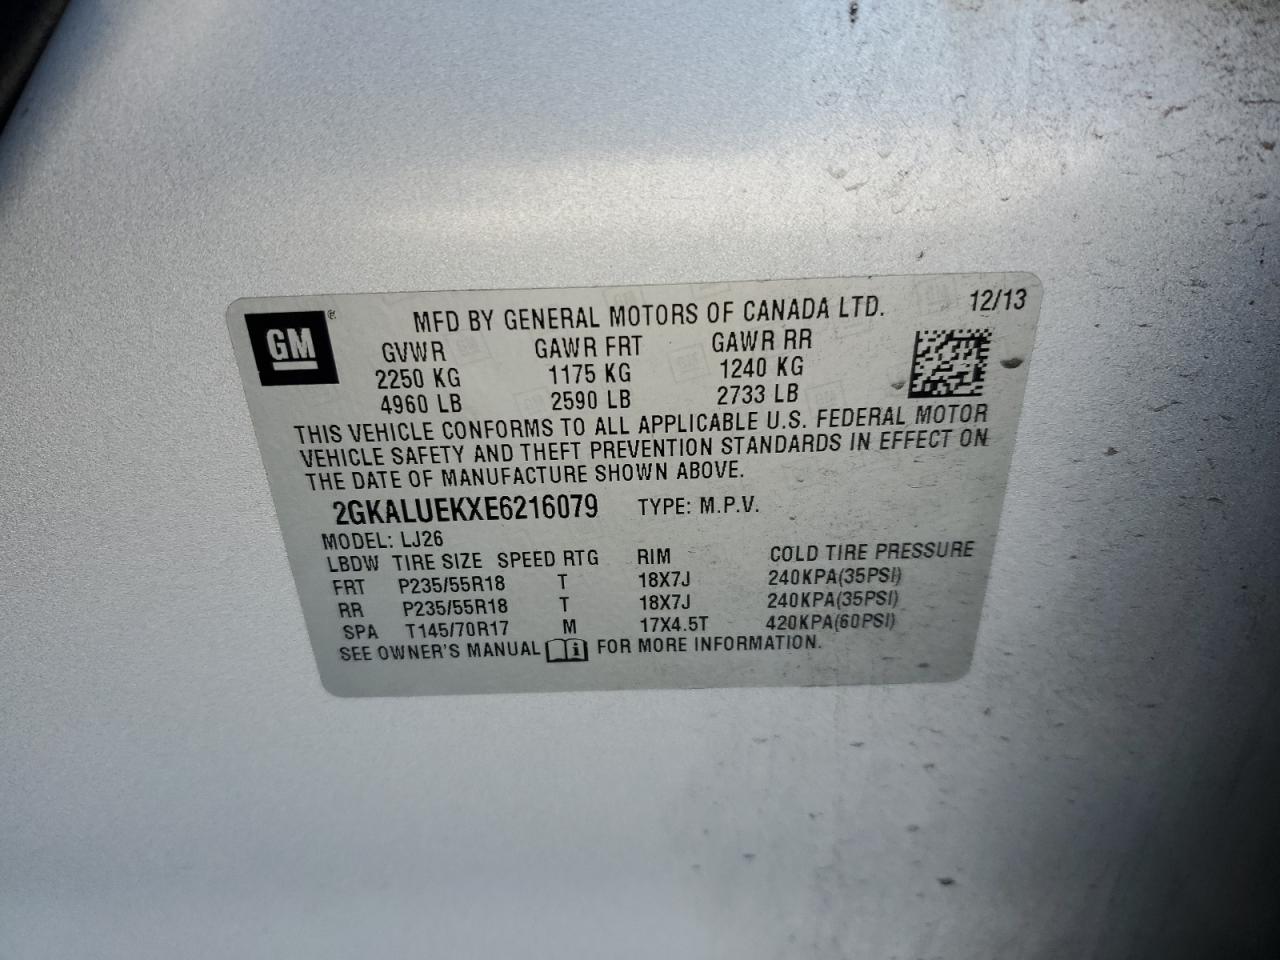 GM® MFD BY GENERAL MOTORS OF CANADA LTD. 12/13
GVWR GAWR FRT GAWR RR
2250 KG 1175 KG 1240 KG
4960 LB 2590 LB 2733 LB
THIS VEHICLE CONFORMS TO ALL APPLICABLE U.S. FEDERAL MOTOR
VEHICLE SAFETY AND THEFT PREVENTION STANDARDS IN EFFECT ON
THE DATE OF MANUFACTURE SHOWN ABOVE.
2GKALUEKXE6216079 TYPE: M.P.V.
MODEL: LJ26
LBDW TIRE SIZE SPEED RTG RIM COLD TIRE PRESSURE
FRT P235/55R18 T 18X7J 240KPA(35PSI)
RR P235/55R18 T 18X7J 240KPA(35PSI)
SPA T145/70R17 M 17X4.5T 420KPA(60PSI)
SEE OWNER'S MANUAL i FOR MORE INFORMATION.